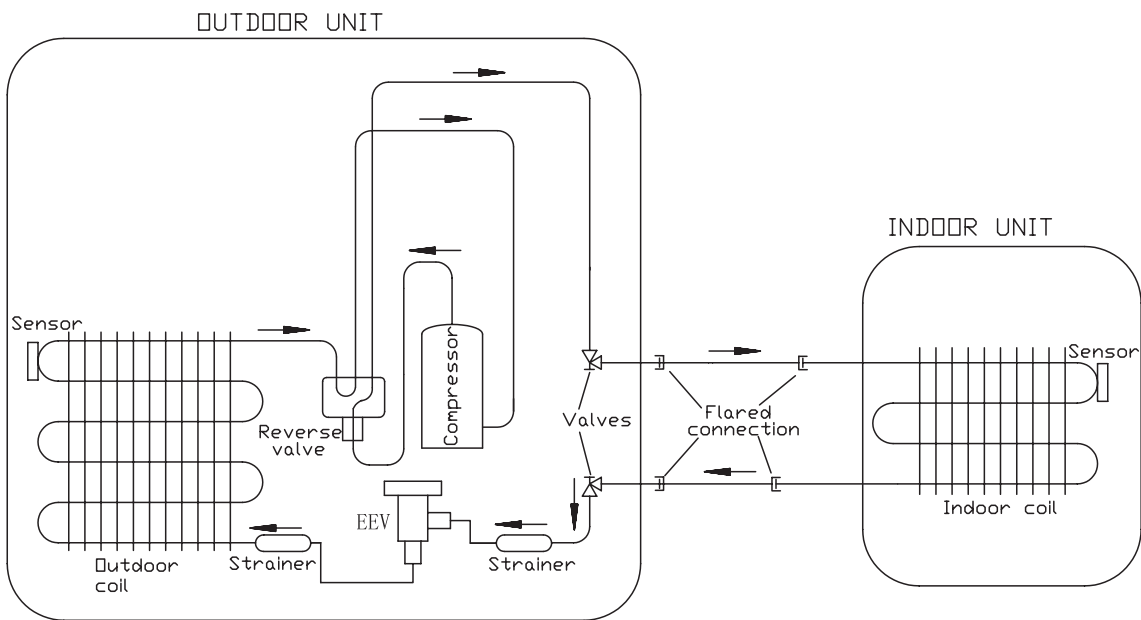 OUTDOOR UNIT
INDOOR UNIT
Sensor
Compressor
Sensor
Reverse
valve
Valves
Flared
connection
EEV
Indoor coil
Outdoor
coil
Strainer
Strainer